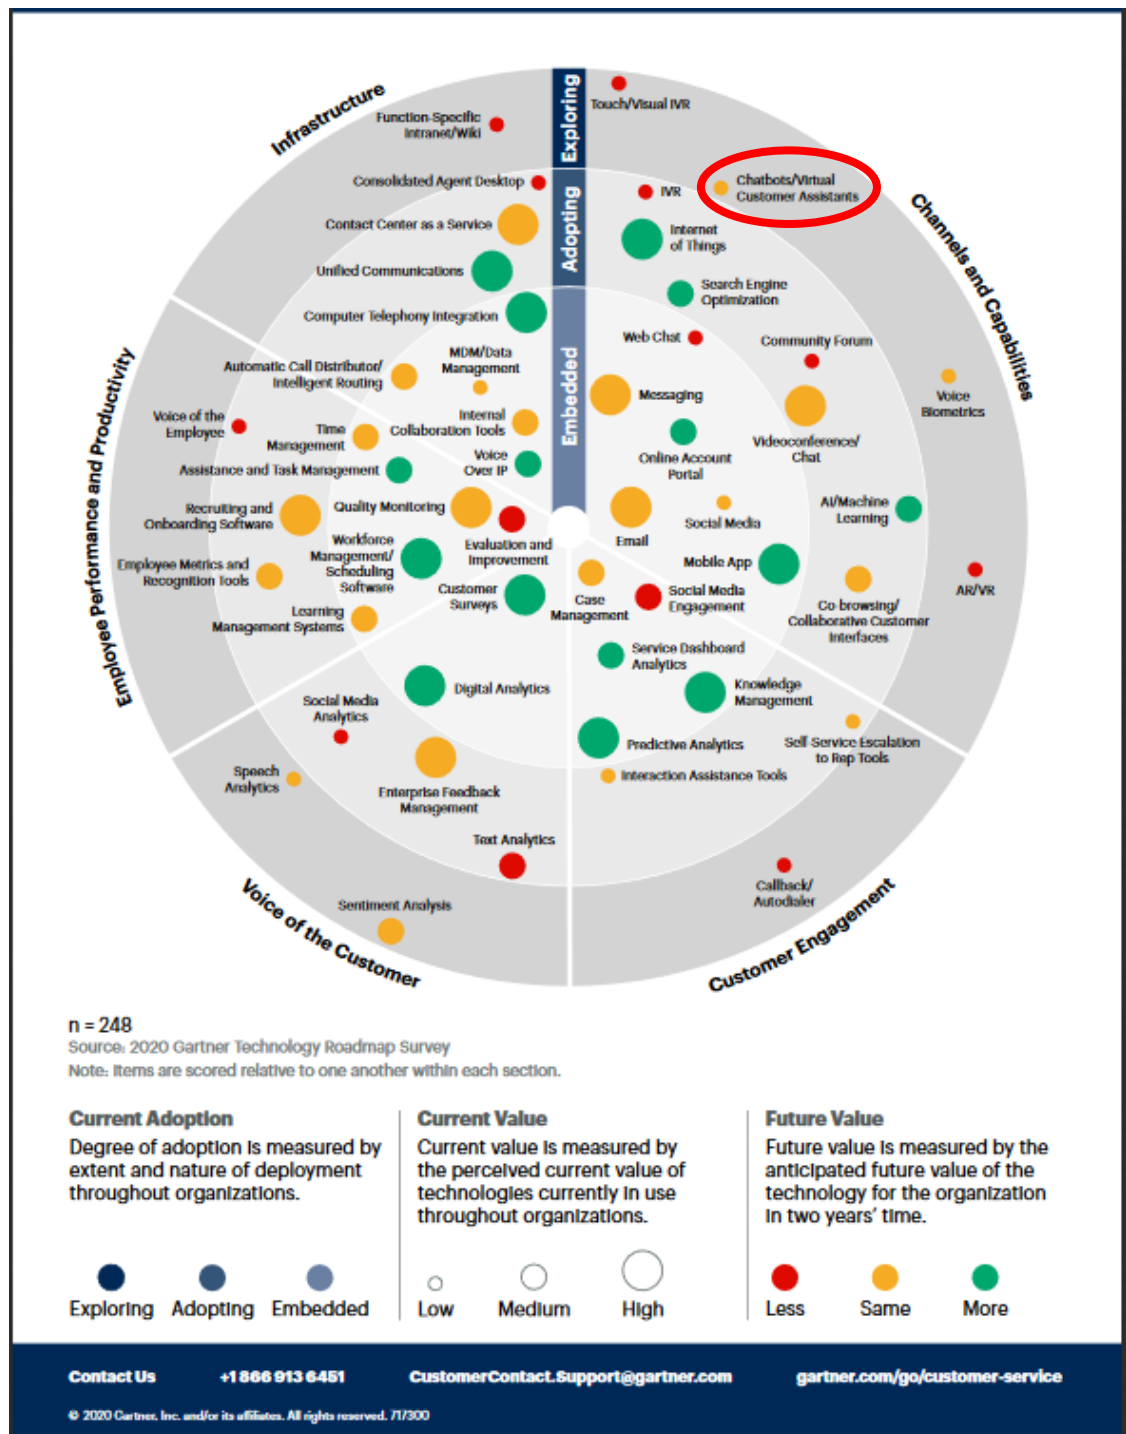 Infrastructure
Exploring
Adopting
Embedded
Touch/Visual IVR
Function-Specific
Intranet/Wiki
Consolidated Agent Desktop
Contact Center as a Service
Unified Communications
Computer Telephony Integration
Automatic Call Distributor/
Intelligent Routing
MDM/Data
Management
Internal
Collaboration Tools
Voice
Over IP
Channels and Capabilities
IVR
Chatbots/Virtual
Customer Assistants
Internet
of Things
Search Engine
Optimization
Web Chat
Community Forum
Messaging
Voice
Biometrics
Videoconference/
Chat
Online Account
Portal
Social Media
AI/Machine
Learning
Email
Mobile App
AR/VR
Co-browsing/
Collaborative Customer
Interfaces
Social Media
Engagement
Employee Performance and Productivity
Voice of the
Employee
Time
Management
Assistance and Task Management
Recruiting and
Onboarding Software
Quality Monitoring
Evaluation and
Improvement
Workforce
Management/
Scheduling
Software
Employee Metrics and
Recognition Tools
Learning
Management Systems
Voice of the Customer
Customer
Surveys
Digital Analytics
Social Media
Analytics
Speech
Analytics
Enterprise Feedback
Management
Text Analytics
Sentiment Analysis
Customer Engagement
Case
Management
Service Dashboard
Analytics
Knowledge
Management
Predictive Analytics
Self-Service Escalation
to Rep Tools
Interaction Assistance Tools
Callback/
Autodialer
n = 248
Source: 2020 Gartner Technology Roadmap Survey
Note: Items are scored relative to one another within each section.
Current Adoption
Degree of adoption is measured by
extent and nature of deployment
throughout organizations.
Exploring Adopting Embedded
Current Value
Current value is measured by
the perceived current value of
technologies currently in use
throughout organizations.
Low Medium High
Future Value
Future value is measured by the
anticipated future value of the
technology for the organization
in two years' time.
Less Same More
Contact Us +1 866 913 6451 CustomerContact.Support@gartner.com gartner.com/go/customer-service
© 2020 Gartner, Inc. and/or its affiliates. All rights reserved. 717300